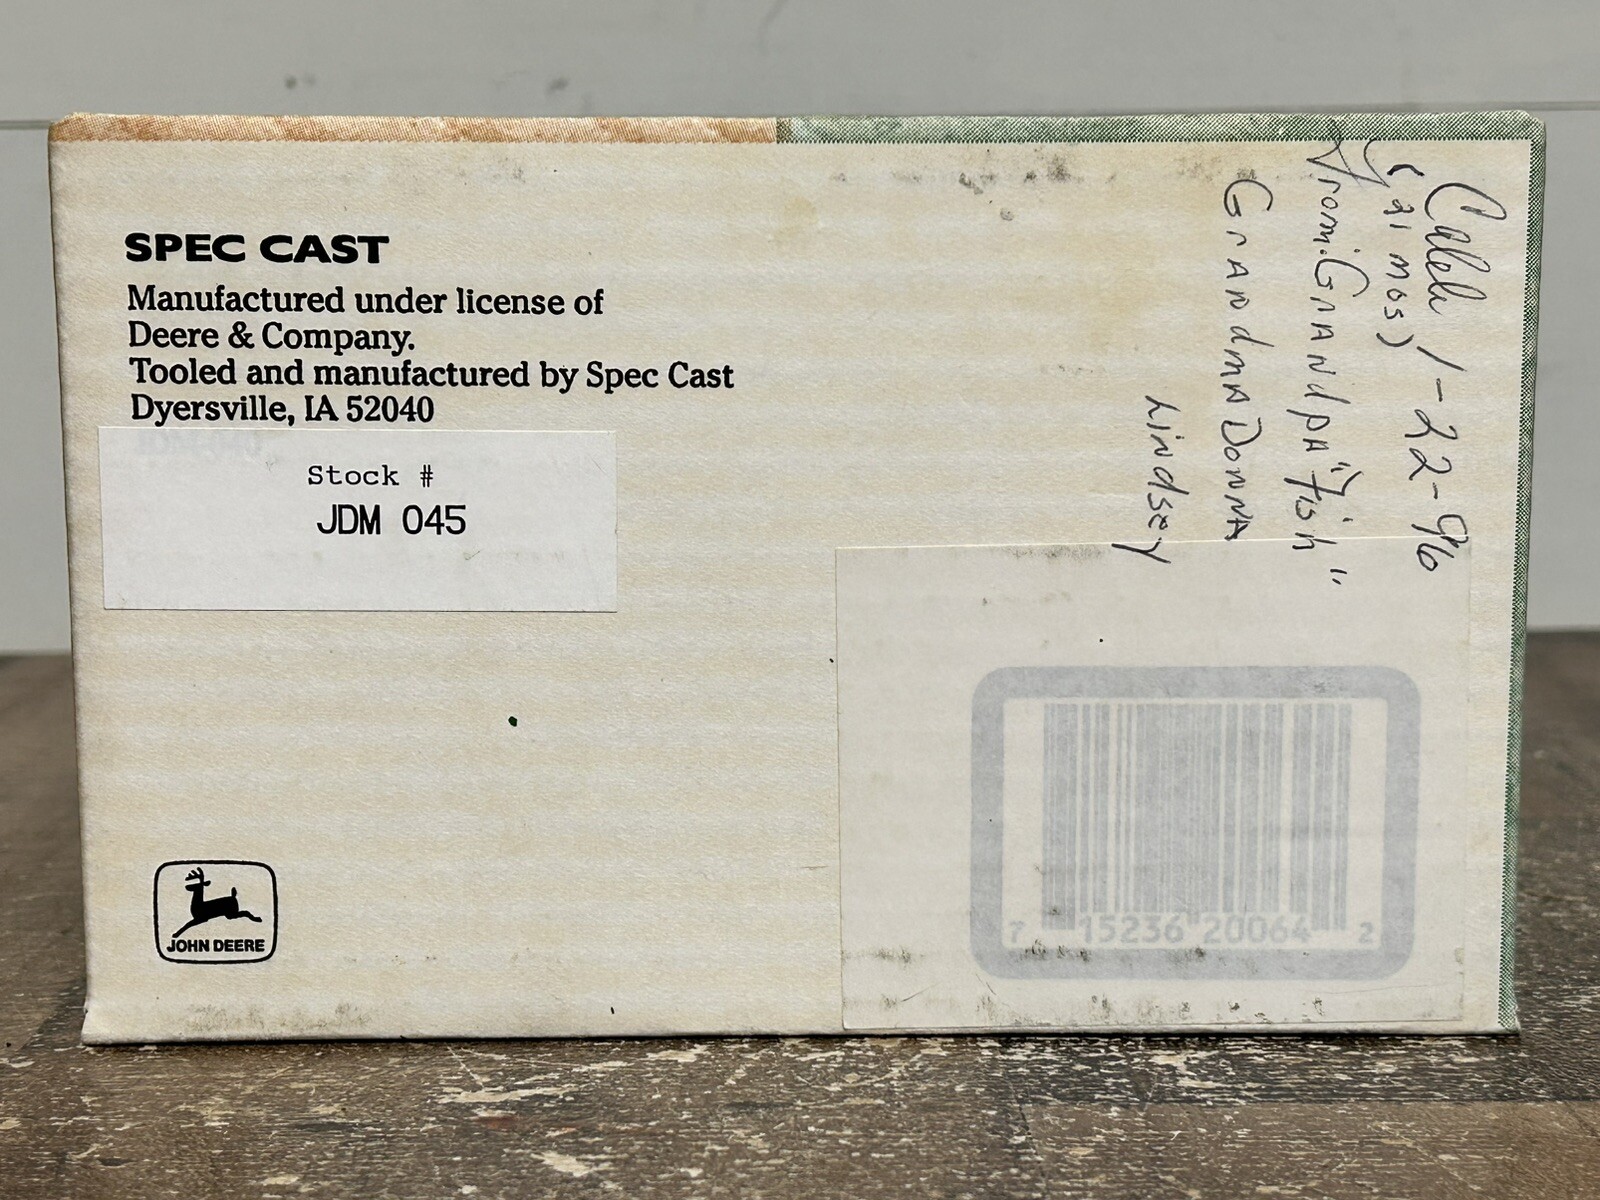 SPEC CAST
Manufactured under license of
Deere & Company.
Tooled and manufactured by Spec Cast
Dyersville, IA 52040
Stock #
JDM 045
JOHN DEERE
Caleb 1-22-96
(21 mos)
From: Grandpa "Fish"
Grandma Donna
Lindsey
7 15236 20064 2